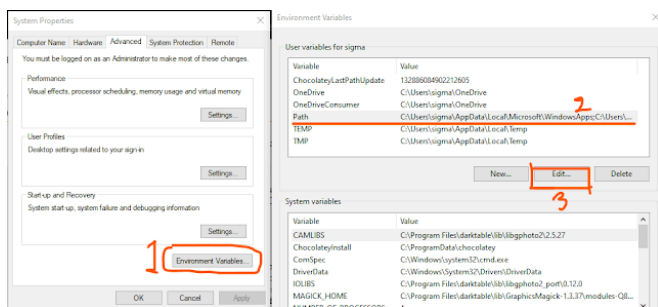 System Properties
Computer Name Hardware Advanced System Protection Remote
You must be logged on as an Administrator to make most of these changes.
Performance
Visual effects, processor scheduling, memory usage and virtual memory
Settings...
User Profiles
Desktop settings related to your sign-in
Settings...
Start-up and Recovery
System start-up, system failure and debugging information
Settings...
1
Environment Variables...
OK Cancel Apply
Environment Variables
User variables for sigma
Variable Value
ChocolateyLastPathUpdate 132886084902212605
OneDrive C:\Users\sigma\OneDrive
OneDriveConsumer C:\Users\sigma\OneDrive
2
Path C:\Users\sigma\AppData\Local\Microsoft\WindowsApps;C:\Users\...
TEMP C:\Users\sigma\AppData\Local\Temp
TMP C:\Users\sigma\AppData\Local\Temp
New... Edit... Delete
3
System variables
Variable Value
CAMLIBS C:\Program Files\darktable\lib\libgphoto2\2.5.27
ChocolateyInstall C:\ProgramData\chocolatey
ComSpec C:\Windows\system32\cmd.exe
DriverData C:\Windows\System32\Drivers\DriverData
IOLIBS C:\Program Files\darktable\lib\libgphoto2_port\0.12.0
MAGICK_HOME C:\Program Files\darktable\lib\GraphicsMagick-1.3.37\modules-Q8...
NUMBER_OF_PROCESSORS